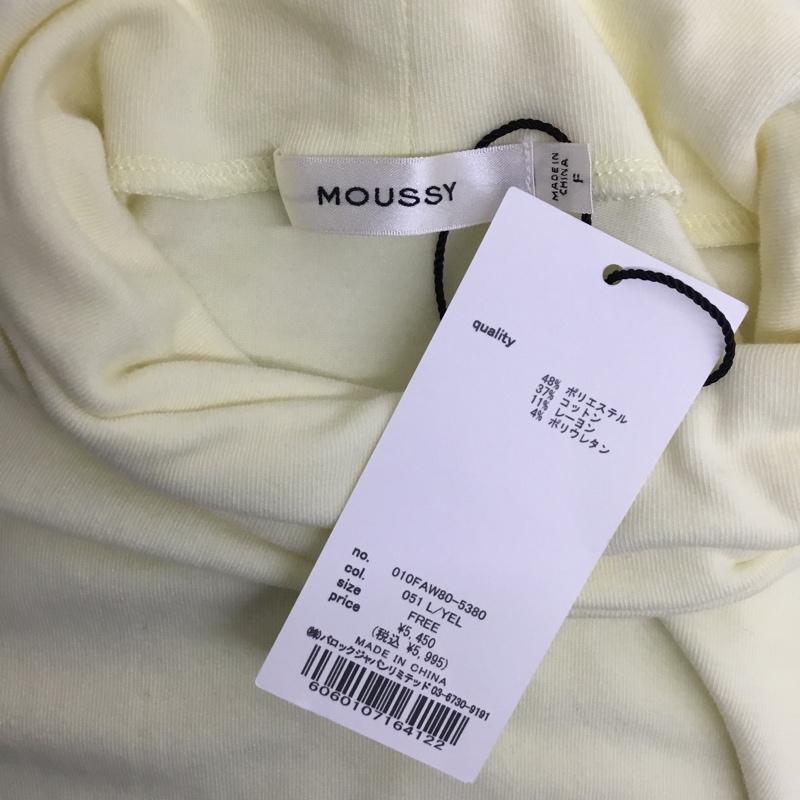 MOUSSY
MADE IN
CHINA
F
quality
48% ポリエステル
37% コットン
11% レーヨン
4% ポリウレタン
no. 010FAW80-5380
col. 051 L/YEL
size FREE
price ¥5,450
(税込 ¥5,995)
MADE IN CHINA
㈱バロックジャパンリミテッド 03-6730-9191
6060107164122